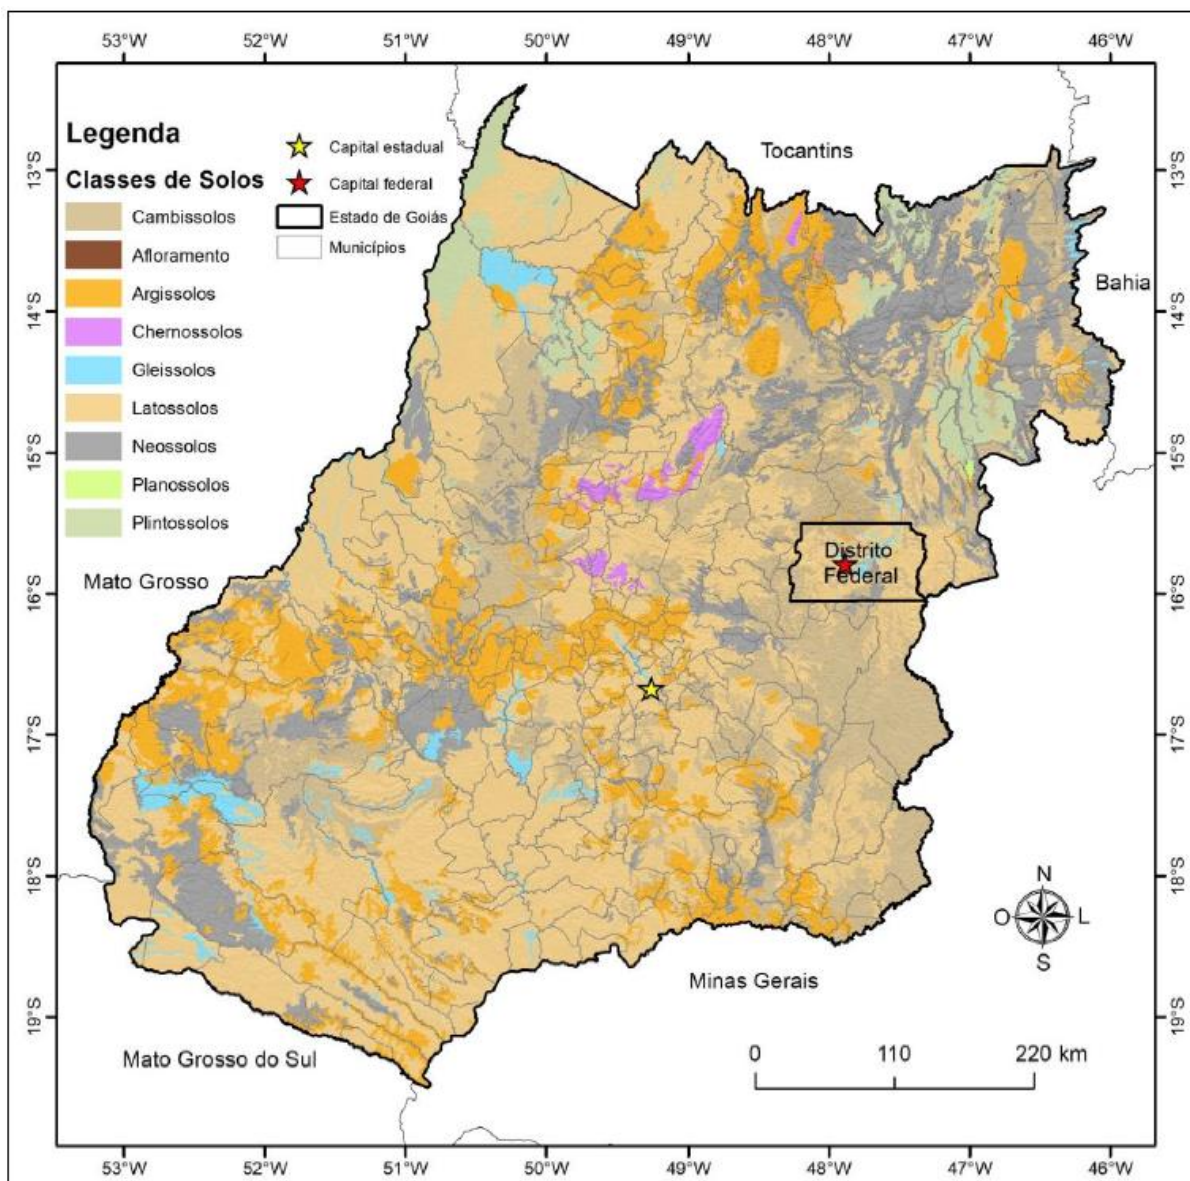 53°W 52°W 51°W 50°W 49°W 48°W 47°W 46°W
Legenda
Classes de Solos
Cambissolos
Afloramento
Argissolos
Chernossolos
Gleissolos
Latossolos
Neossolos
Planossolos
Plintossolos
Capital estadual
Capital federal
Estado de Goiás
Municípios
Tocantins
Bahia
Mato Grosso
Distrito
Federal
Minas Gerais
Mato Grosso do Sul
N
O L
S
0 110 220 km
13°S
14°S
15°S
16°S
17°S
18°S
19°S
13°S
14°S
15°S
16°S
17°S
18°S
19°S
53°W 52°W 51°W 50°W 49°W 48°W 47°W 46°W